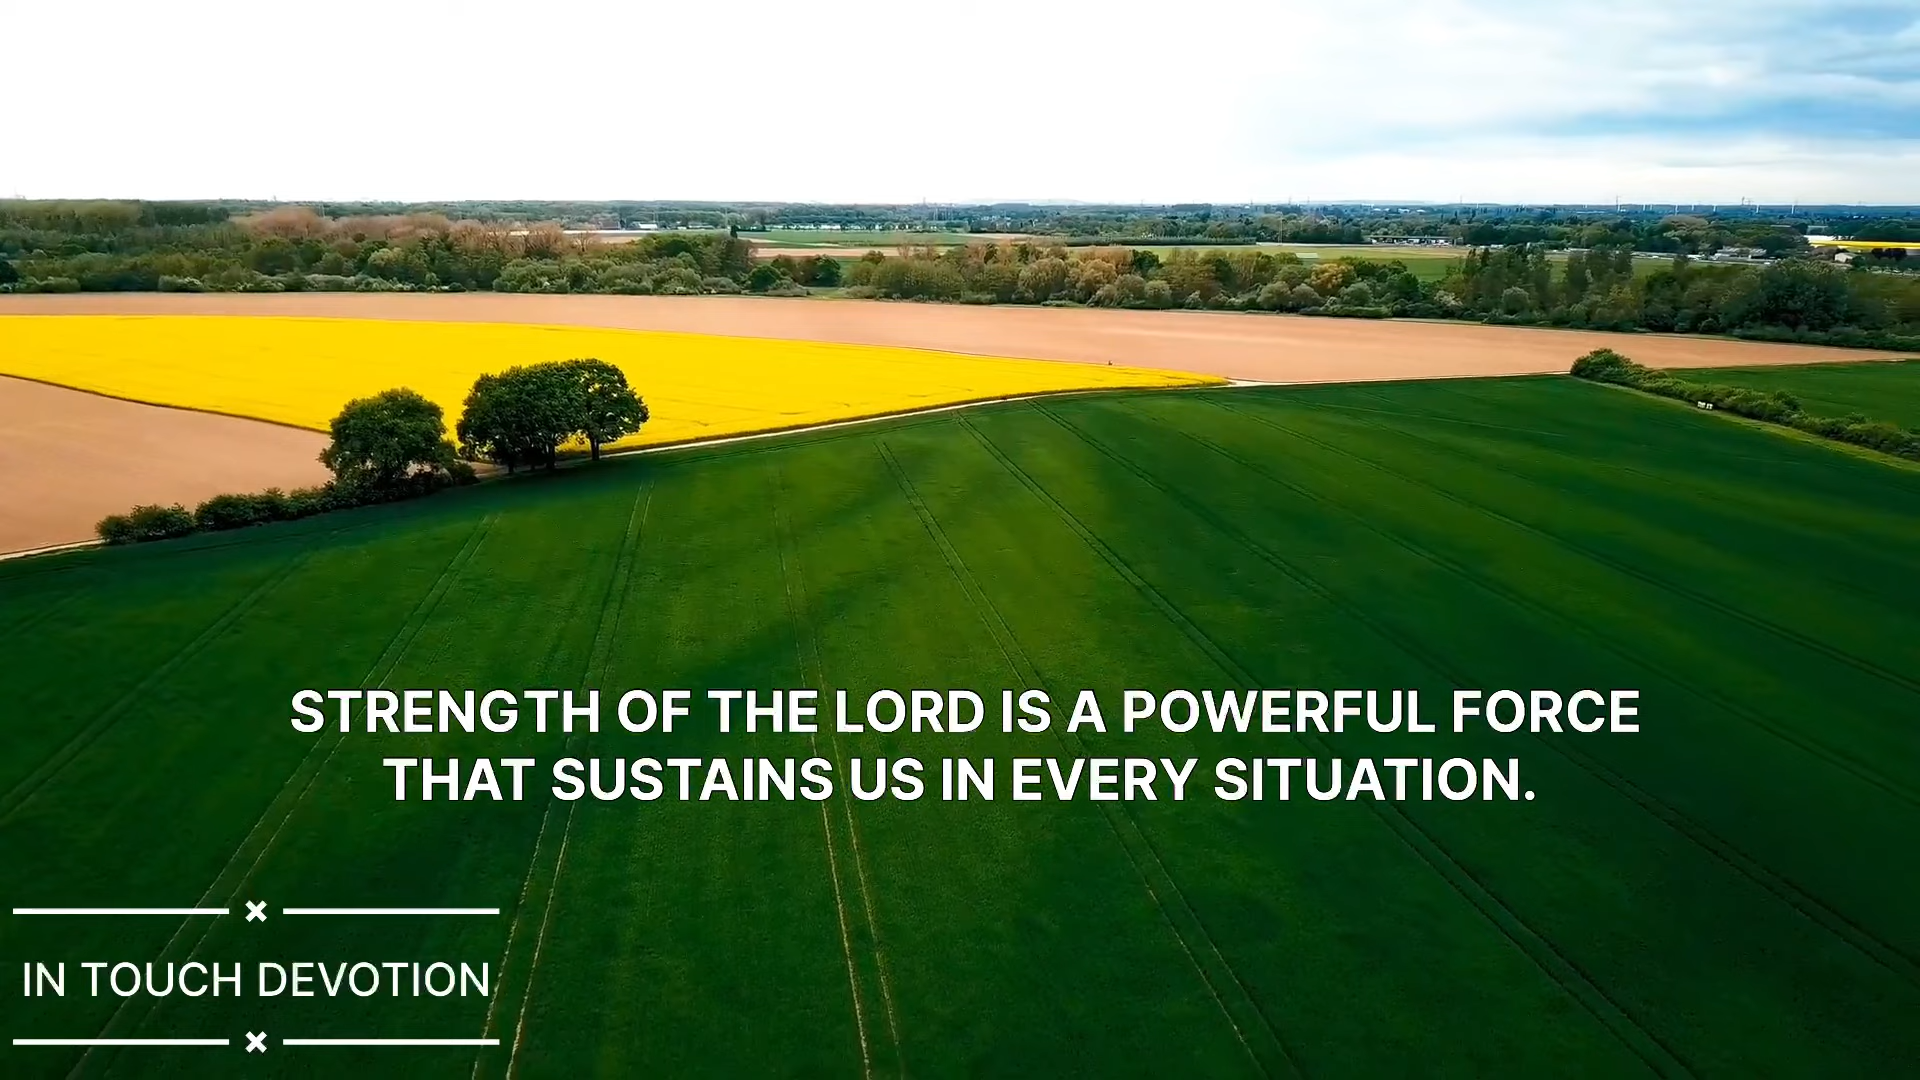 STRENGTH OF THE LORD IS A POWERFUL FORCE
THAT SUSTAINS US IN EVERY SITUATION.
IN TOUCH DEVOTION